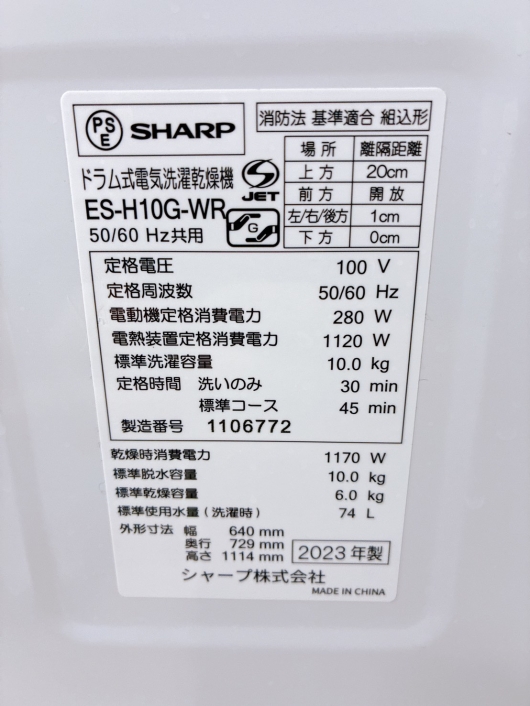 PS E SHARP
消防法 基準適合 組込形
場所 離隔距離
上方 20cm
前方 開放
左/右/後方 1cm
下方 0cm
ドラム式電気洗濯乾燥機
S JET
ES-H10G-WR
G
50/60 Hz共用
定格電圧 100 V
定格周波数 50/60 Hz
電動機定格消費電力 280 W
電熱装置定格消費電力 1120 W
標準洗濯容量 10.0 kg
定格時間 洗いのみ 30 min
標準コース 45 min
製造番号 1106772
乾燥時消費電力 1170 W
標準脱水容量 10.0 kg
標準乾燥容量 6.0 kg
標準使用水量(洗濯時) 74 L
外形寸法 幅 640 mm
奥行 729 mm
高さ 1114 mm
2023 年製
シャープ株式会社
MADE IN CHINA